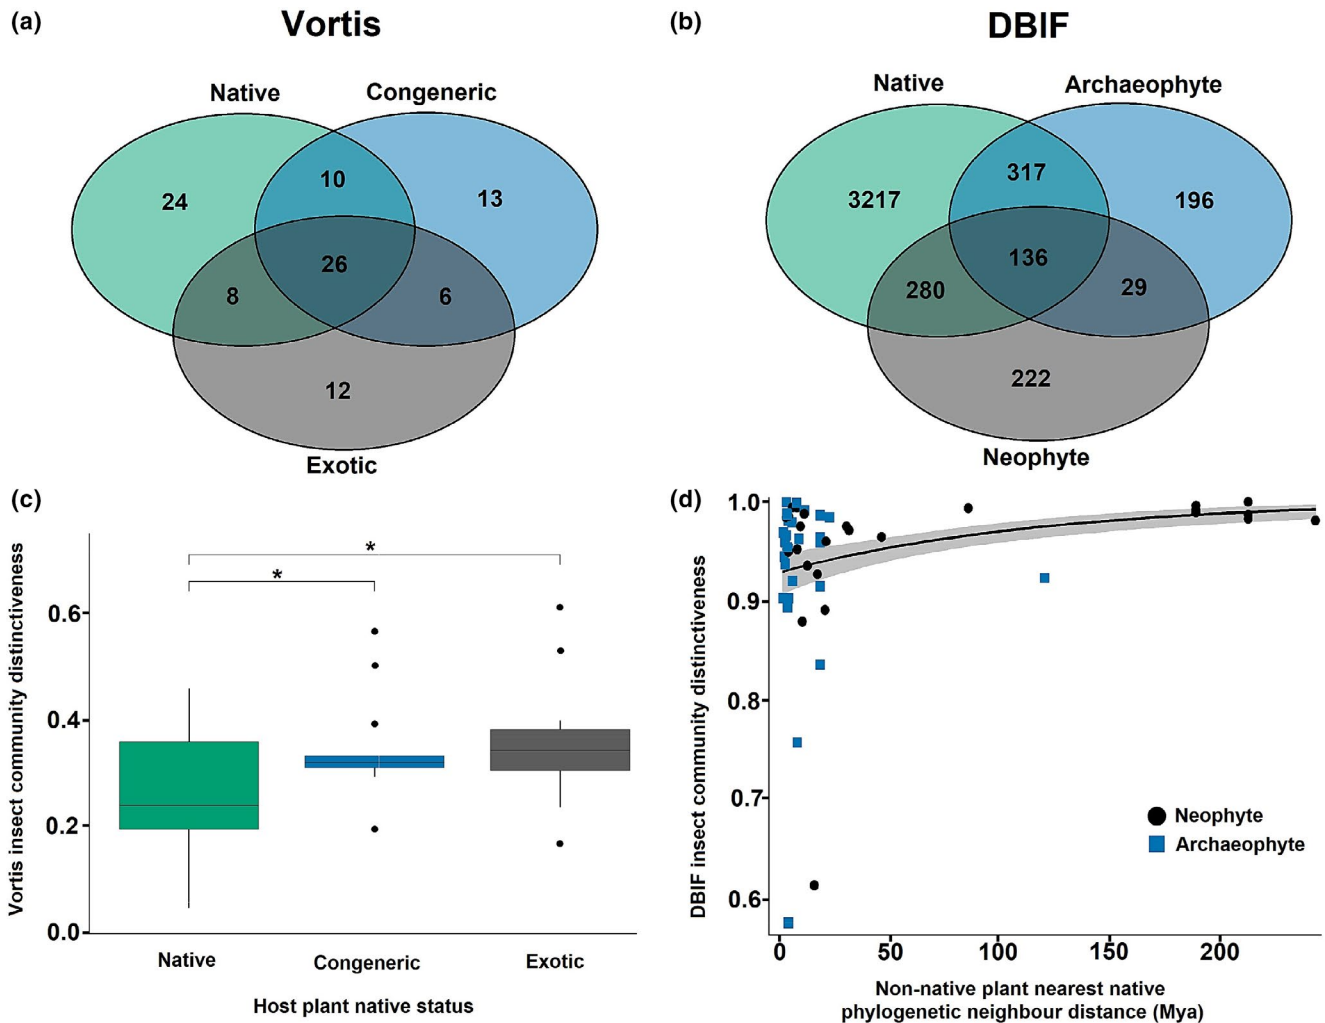 (a) Vortis
Native Congeneric
24 10 13
26
8 6
12
Exotic
(b) DBIF
Native Archaeophyte
3217 317 196
136
280 29
222
Neophyte
(c)
Vortis insect community distinctiveness
0.6
0.4
0.2
0.0
*
*
Native Congeneric Exotic
Host plant native status
(d)
DBIF insect community distinctiveness
1.0
0.9
0.8
0.7
0.6
Neophyte
Archaeophyte
0 50 100 150 200
Non-native plant nearest native
phylogenetic neighbour distance (Mya)